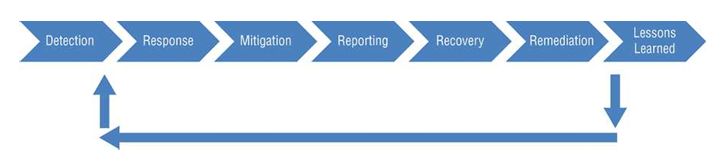 Detection
Response
Mitigation
Reporting
Recovery
Remediation
Lessons
Learned